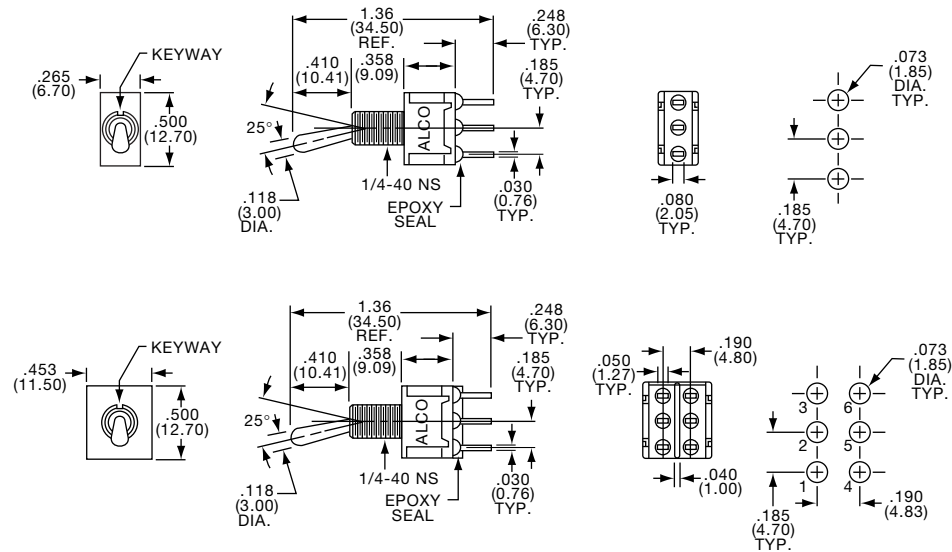 KEYWAY
.265
(6.70)
.500
(12.70)
1.36
(34.50)
REF.
.410
(10.41)
.358
(9.09)
.248
(6.30)
TYP.
.185
(4.70)
TYP.
25°
ALCO
.118
(3.00)
DIA.
1/4-40 NS
EPOXY
SEAL
.030
(0.76)
TYP.
.080
(2.05)
TYP.
.073
(1.85)
DIA.
TYP.
.185
(4.70)
TYP.
KEYWAY
.453
(11.50)
.500
(12.70)
1.36
(34.50)
REF.
.410
(10.41)
.358
(9.09)
.248
(6.30)
TYP.
.185
(4.70)
TYP.
25°
ALCO
.118
(3.00)
DIA.
1/4-40 NS
EPOXY
SEAL
.030
(0.76)
TYP.
.050
(1.27)
TYP.
.190
(4.80)
.040
(1.00)
.073
(1.85)
DIA.
TYP.
3 6
2 5
1 4
.185
(4.70)
TYP.
.190
(4.83)